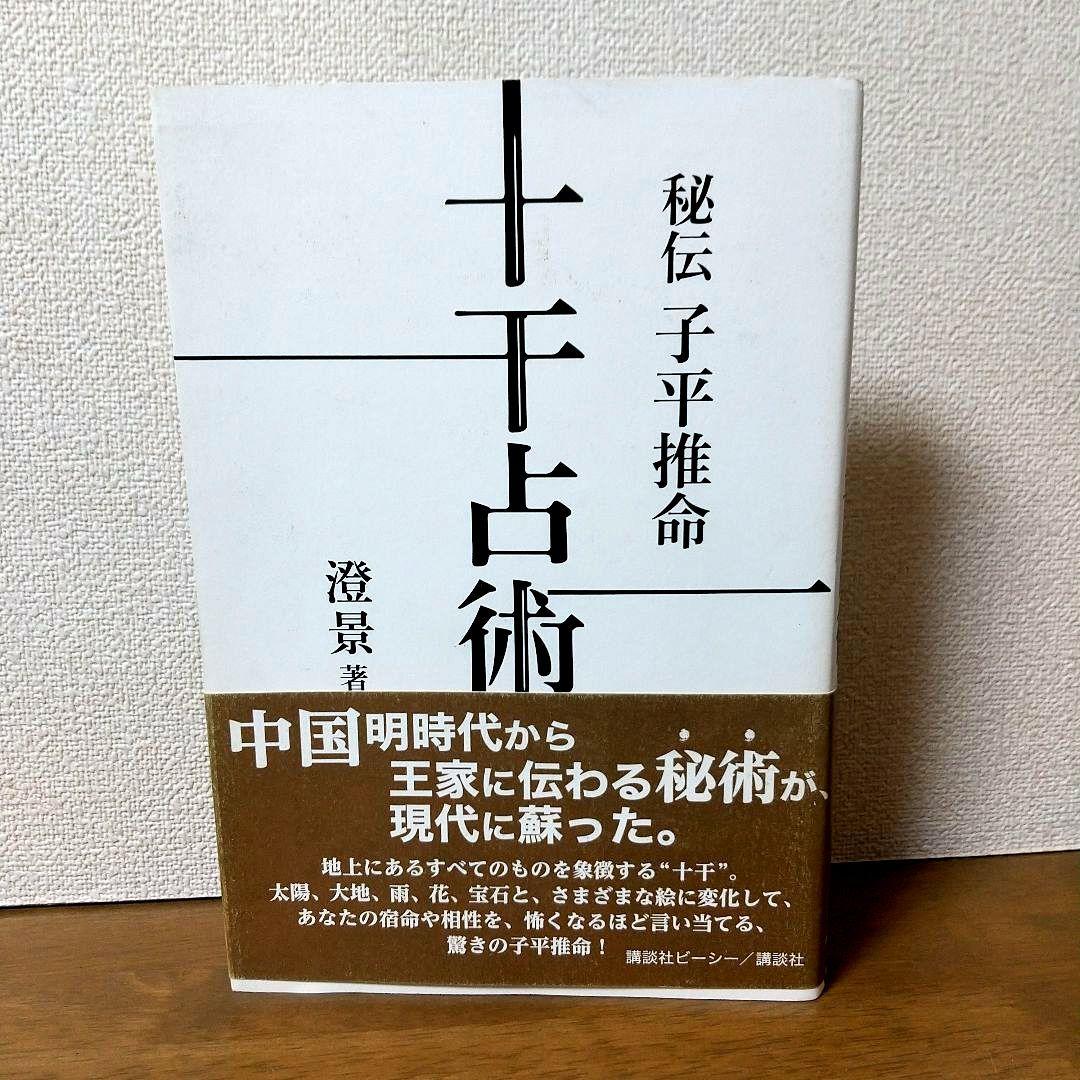 秘伝 子平推命
十干占術
澄景 著
中国明時代から
王家に伝わる秘術が、
現代に蘇った。
地上にあるすべてのものを象徴する“十干”。
太陽、大地、雨、花、宝石と、さまざまな絵に変化して、
あなたの宿命や相性を、怖くなるほど言い当てる、
驚きの子平推命！
講談社ビーシー／講談社